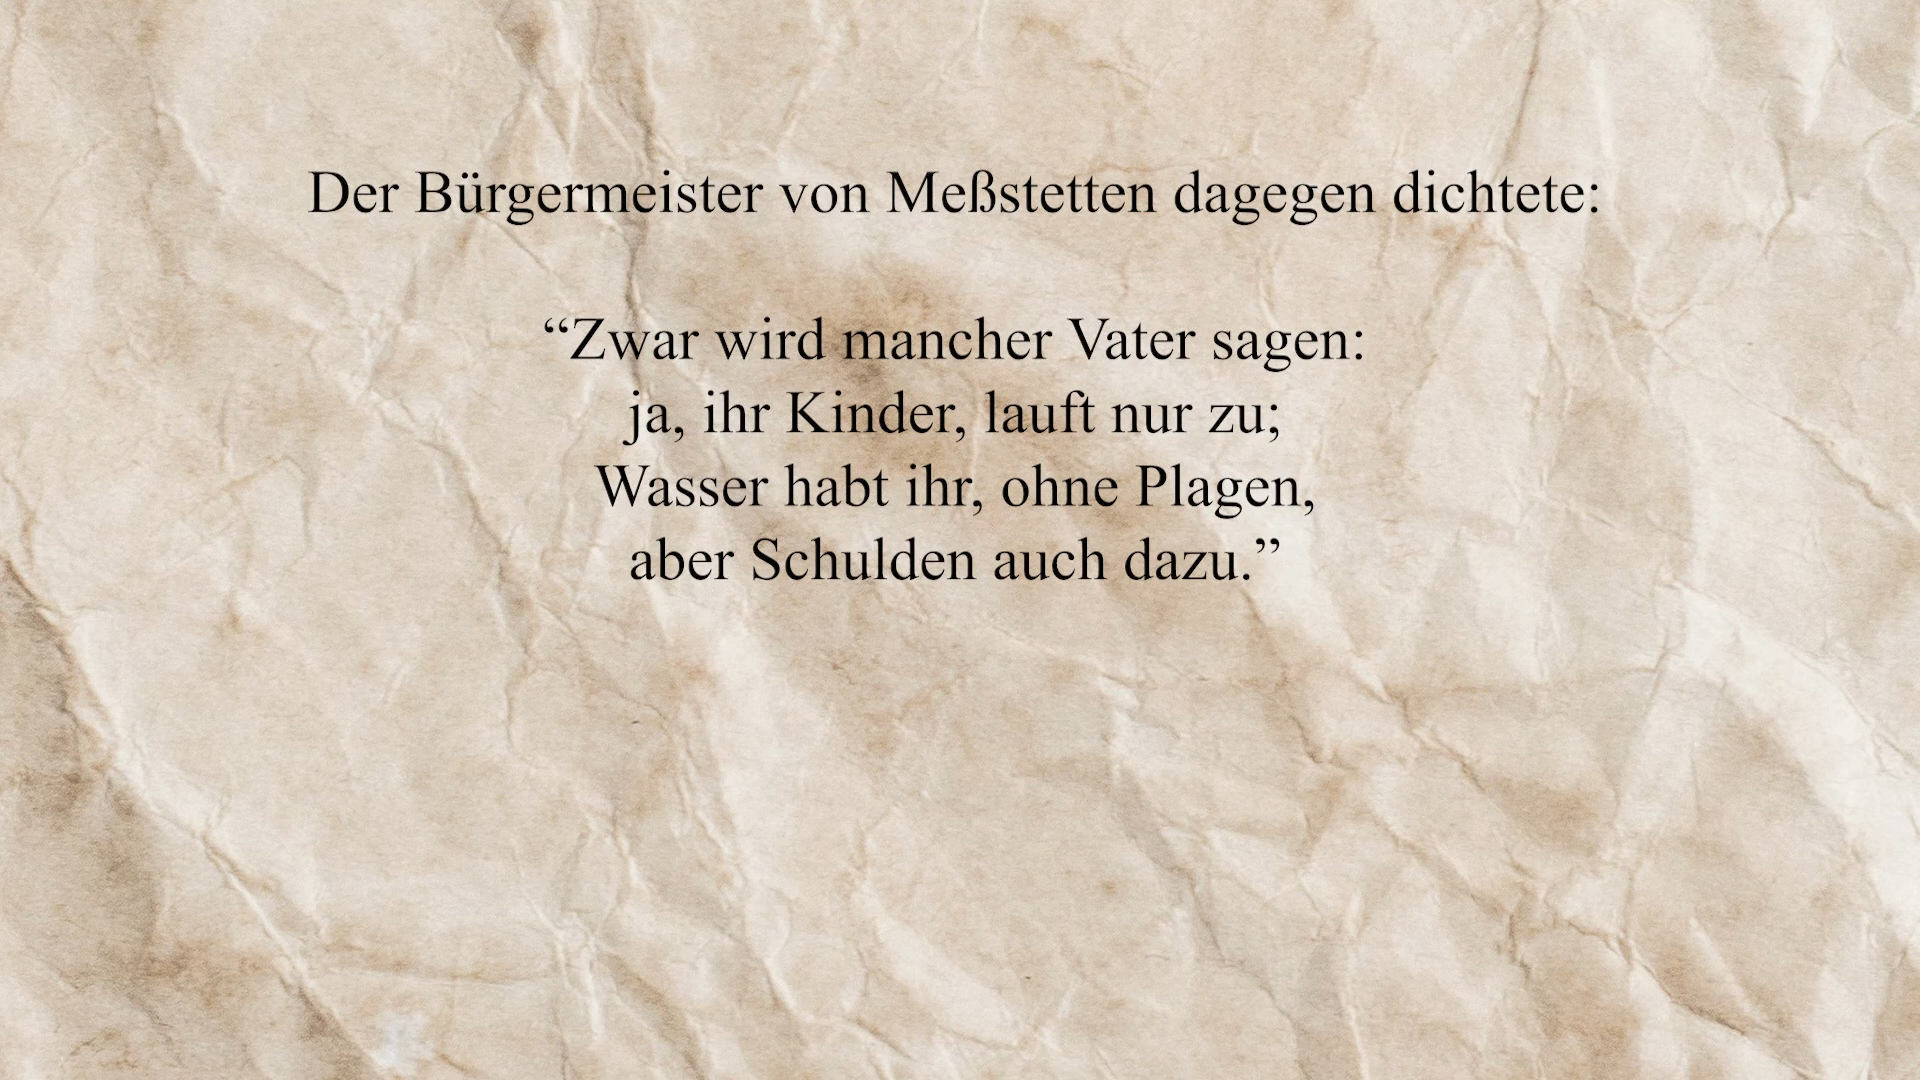 Der Bürgermeister von Meßstetten dagegen dichtete:
“Zwar wird mancher Vater sagen:
ja, ihr Kinder, lauft nur zu;
Wasser habt ihr, ohne Plagen,
aber Schulden auch dazu.”